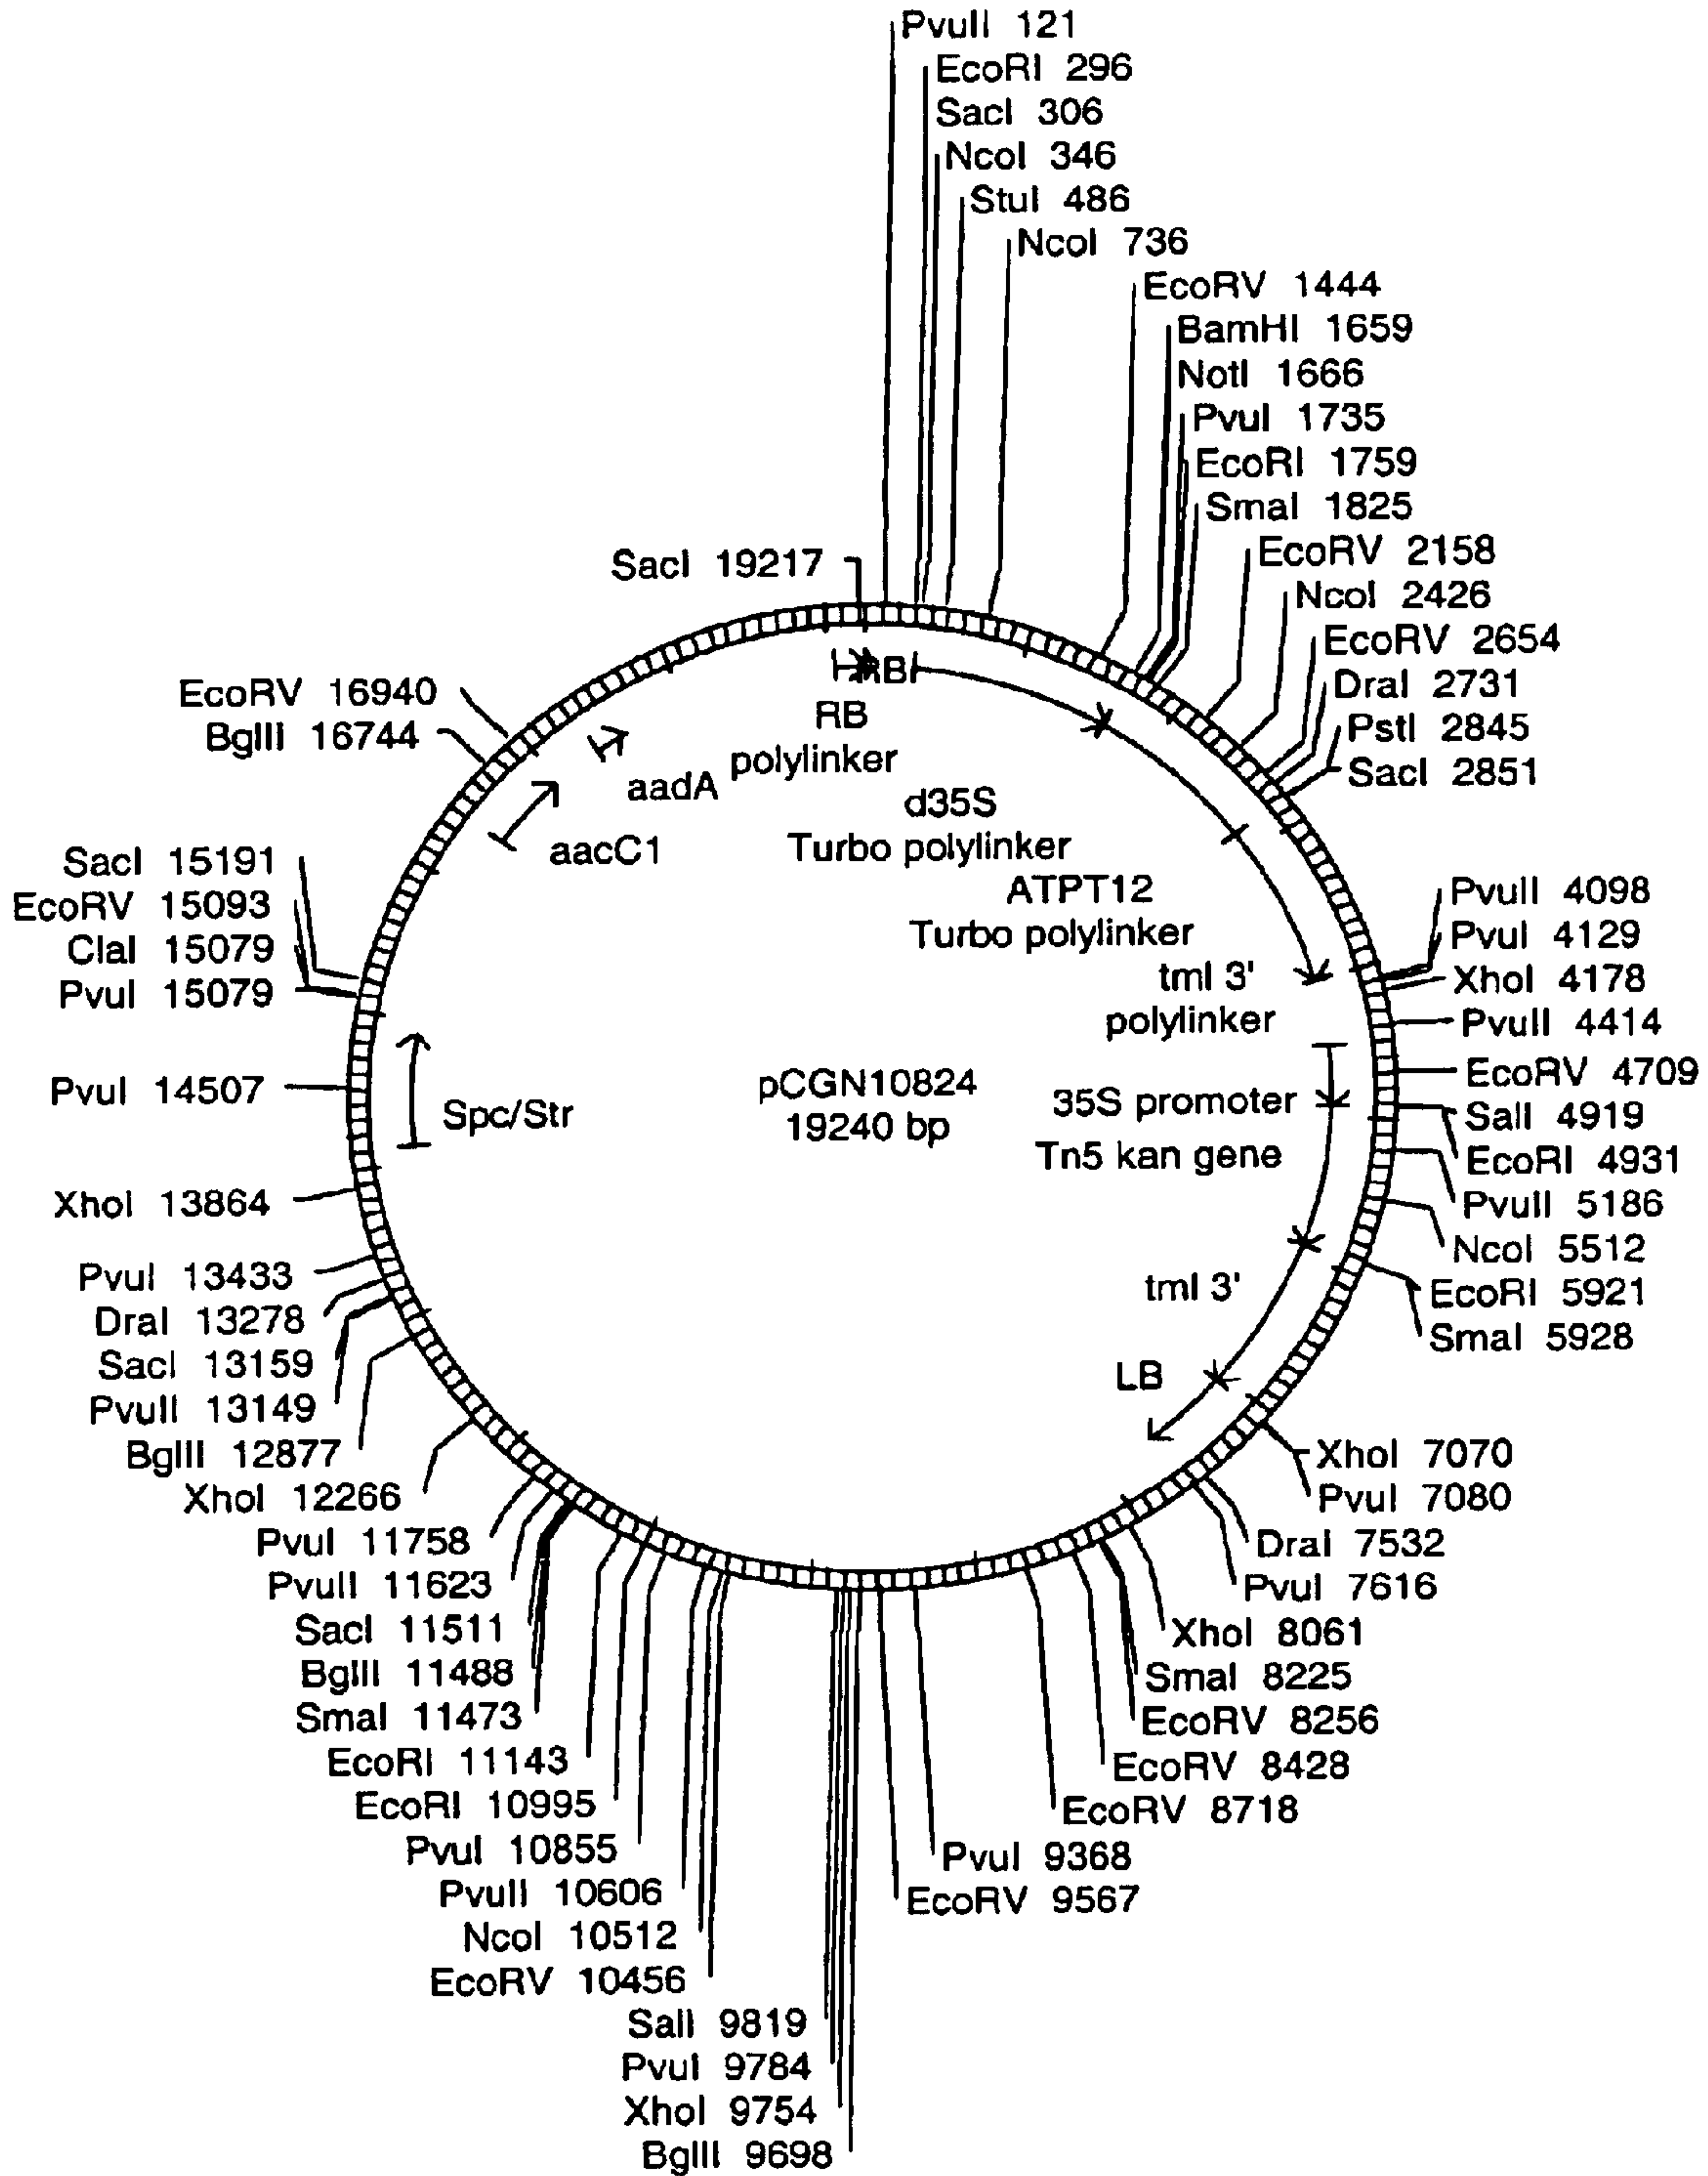 PvuII 121
EcoRI 296
SacI 306
NcoI 346
StuI 486
NcoI 736
EcoRV 1444
BamHI 1659
NotI 1666
PvuI 1735
EcoRI 1759
SmaI 1825
EcoRV 2158
NcoI 2426
EcoRV 2654
DraI 2731
PstI 2845
SacI 2851
PvuII 4098
PvuI 4129
XhoI 4178
PvuII 4414
EcoRV 4709
SalI 4919
EcoRI 4931
PvuII 5186
NcoI 5512
EcoRI 5921
SmaI 5928
XhoI 7070
PvuI 7080
DraI 7532
PvuI 7616
XhoI 8061
SmaI 8225
EcoRV 8256
EcoRV 8428
EcoRV 8718
PvuI 9368
EcoRV 9567
BglII 9698
XhoI 9754
PvuI 9784
SalI 9819
EcoRV 10456
NcoI 10512
PvuII 10606
PvuI 10855
EcoRI 10995
EcoRI 11143
SmaI 11473
BglII 11488
SacI 11511
PvuII 11623
PvuI 11758
XhoI 12266
BglII 12877
PvuII 13149
SacI 13159
DraI 13278
PvuI 13433
XhoI 13864
PvuI 14507
PvuI 15079
ClaI 15079
EcoRV 15093
SacI 15191
BglII 16744
EcoRV 16940
SacI 19217
RB
RB
polylinker
d35S
Turbo polylinker
ATPT12
Turbo polylinker
tml 3'
polylinker
35S promoter
Tn5 kan gene
tml 3'
LB
Spc/Str
aacC1
aadA
pCGN10824
19240 bp